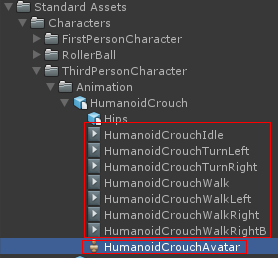 Standard Assets
Characters
FirstPersonCharacter
RollerBall
ThirdPersonCharacter
Animation
HumanoidCrouch
Hips
HumanoidCrouchIdle
HumanoidCrouchTurnLeft
HumanoidCrouchTurnRight
HumanoidCrouchWalk
HumanoidCrouchWalkLeft
HumanoidCrouchWalkRight
HumanoidCrouchWalkRightB
HumanoidCrouchAvatar